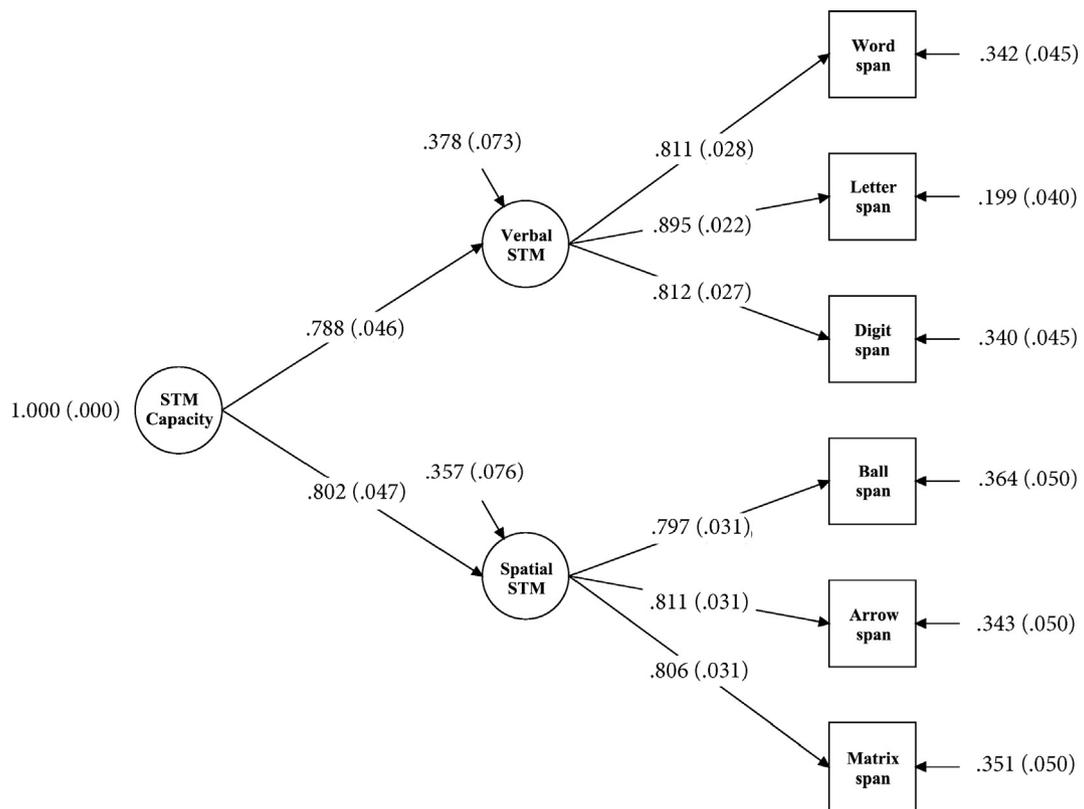 Word
span
.342 (.045)
.378 (.073)
.811 (.028)
Letter
span
.199 (.040)
.895 (.022)
Verbal
STM
.812 (.027)
.788 (.046)
Digit
span
.340 (.045)
STM
Capacity
1.000 (.000)
.357 (.076)
.802 (.047)
Ball
span
.364 (.050)
.797 (.031)
Spatial
STM
.811 (.031)
Arrow
span
.343 (.050)
.806 (.031)
Matrix
span
.351 (.050)